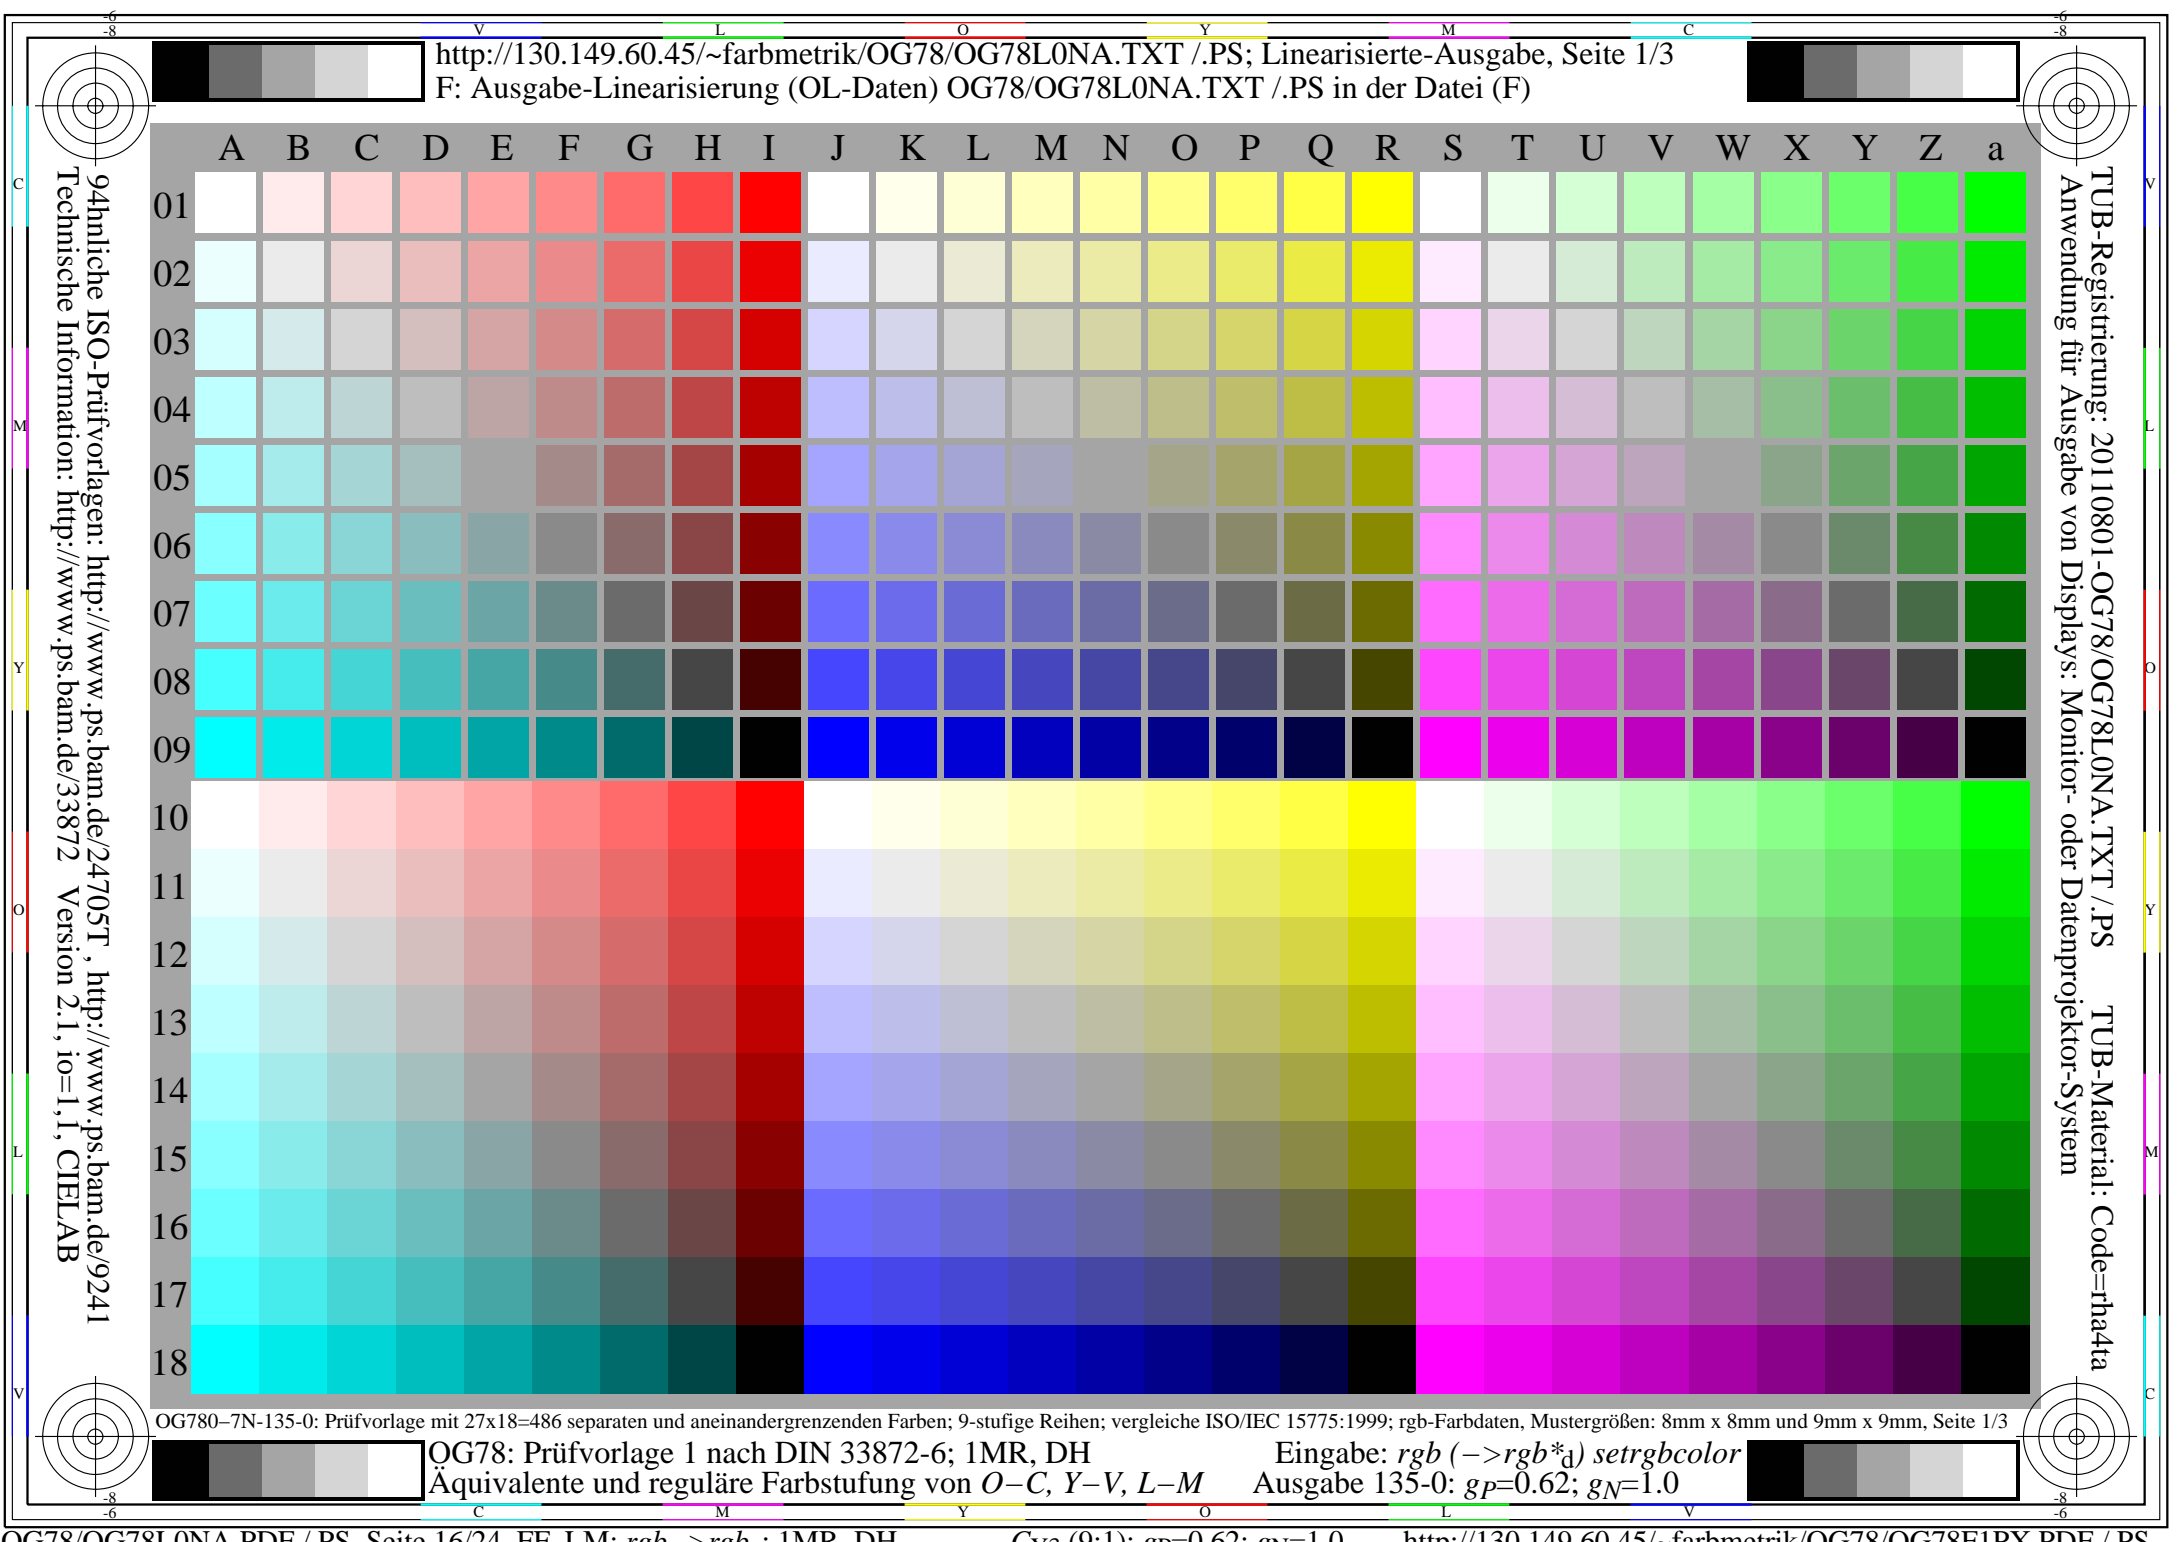 -6
-8
-6
-8
V L O Y M C
http://130.149.60.45/~farbmetrik/OG78/OG78L0NA.TXT /.PS; Linearisierte-Ausgabe, Seite 1/3
F: Ausgabe-Linearisierung (OL-Daten) OG78/OG78L0NA.TXT /.PS in der Datei (F)
A B C D E F G H I J K L M N O P Q R S T U V W X Y Z a
01
02
03
04
05
06
07
08
09
10
11
12
13
14
15
16
17
18
C
M
Y
O
L
V
94hnliche ISO-Prüfvorlagen: http://www.ps.bam.de/24705T , http://www.ps.bam.de/9241
Technische Information: http://www.ps.bam.de/33872 Version 2.1, io=1,1, CIELAB
TUB-Registrierung: 20110801-OG78/OG78L0NA.TXT /.PS TUB-Material: Code=rha4ta
Anwendung für Ausgabe von Displays: Monitor- oder Datenprojektor-System
V
L
O
Y
M
C
OG780−7N-135-0: Prüfvorlage mit 27x18=486 separaten und aneinandergrenzenden Farben; 9-stufige Reihen; vergleiche ISO/IEC 15775:1999; rgb-Farbdaten, Mustergrößen: 8mm x 8mm und 9mm x 9mm, Seite 1/3
OG78: Prüfvorlage 1 nach DIN 33872-6; 1MR, DH Eingabe: rgb (−>rgb*d) setrgbcolor
Äquivalente und reguläre Farbstufung von O−C, Y−V, L−M Ausgabe 135-0: gP=0.62; gN=1.0
-8
-6
-8
-6
C M Y O L V